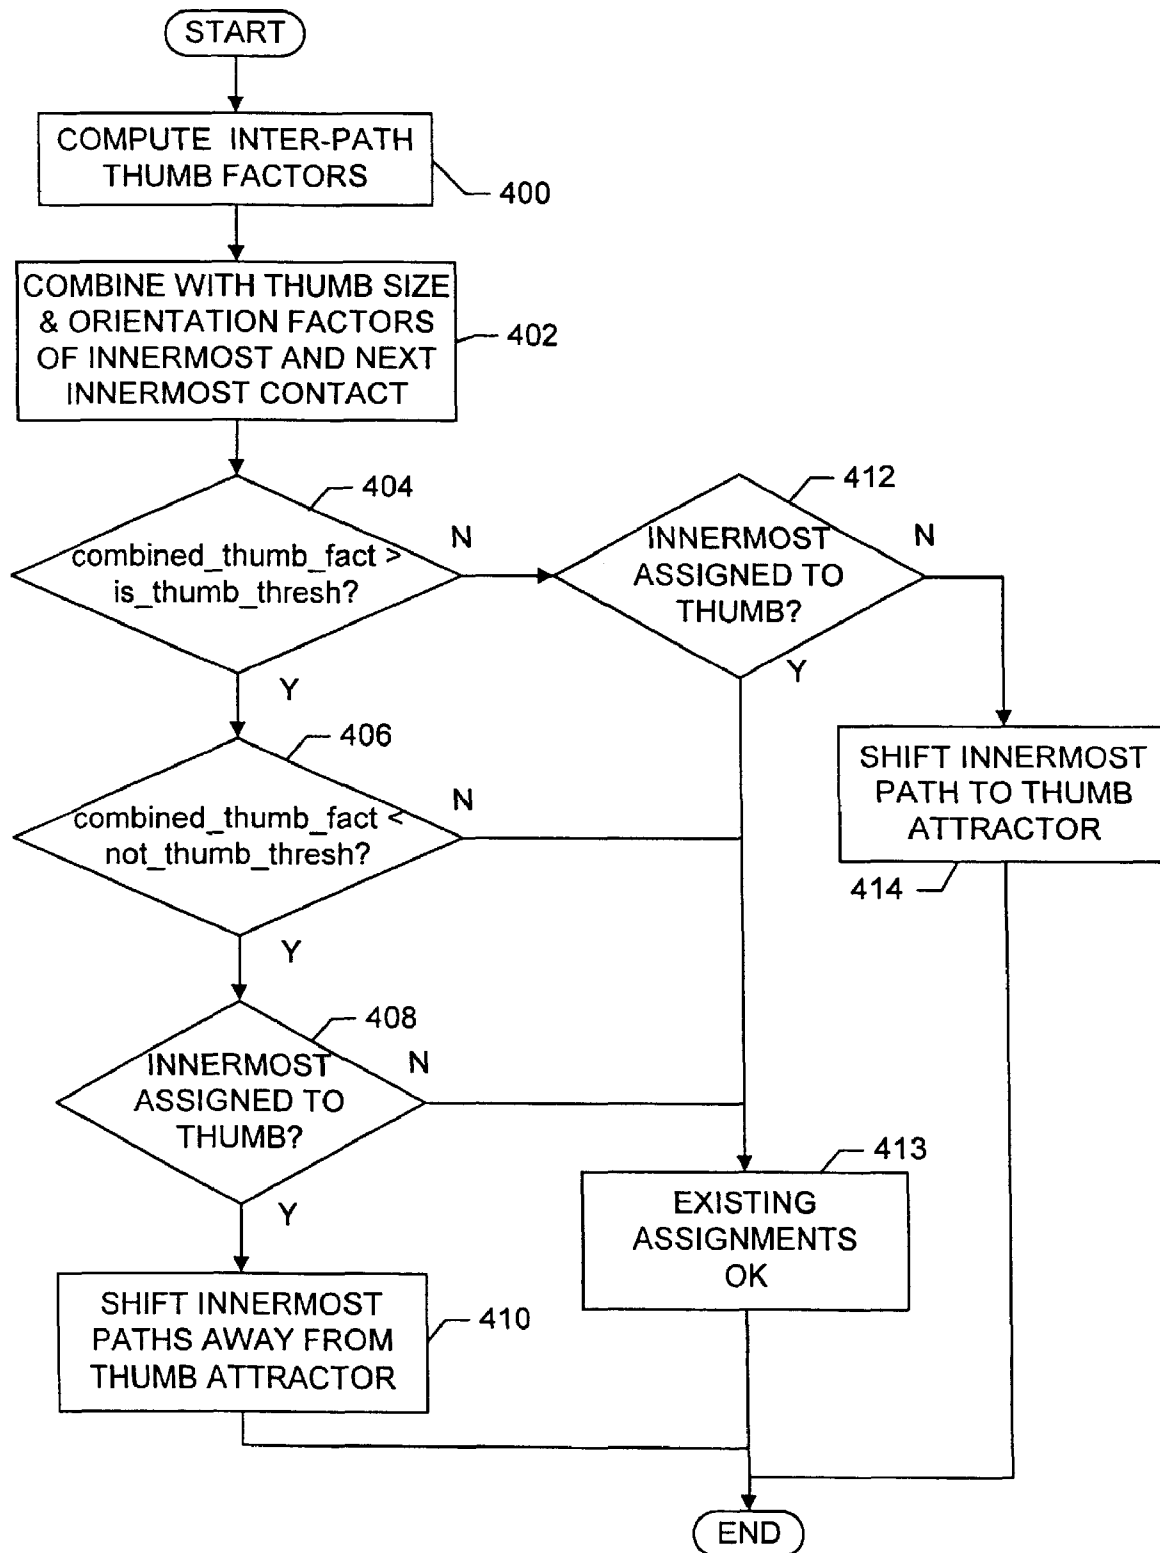 START
COMPUTE INTER-PATH
THUMB FACTORS
400
COMBINE WITH THUMB SIZE
& ORIENTATION FACTORS
OF INNERMOST AND NEXT
INNERMOST CONTACT
402
404
combined_thumb_fact >
is_thumb_thresh?
N
Y
412
INNERMOST
ASSIGNED TO
THUMB?
N
Y
406
combined_thumb_fact <
not_thumb_thresh?
N
Y
SHIFT INNERMOST
PATH TO THUMB
ATTRACTOR
414
408
INNERMOST
ASSIGNED TO
THUMB?
N
Y
413
EXISTING
ASSIGNMENTS
OK
SHIFT INNERMOST
PATHS AWAY FROM
THUMB ATTRACTOR
410
END